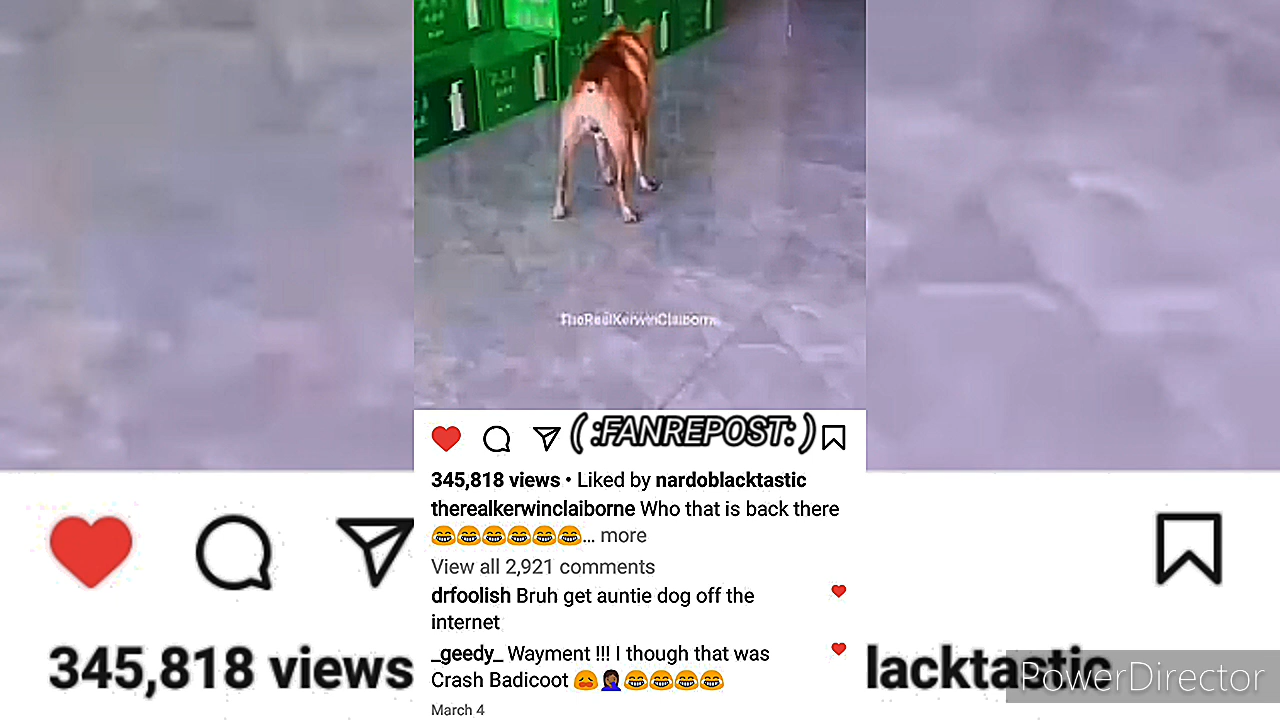 TheRealKerwinClaiborne
( :FANREPOST: )
345,818 views • Liked by nardoblacktastic
therealkerwinclaiborne Who that is back there
😂😂😂😂😂😂... more
View all 2,921 comments
drfoolish Bruh get auntie dog off the
internet
_geedy_ Wayment !!! I though that was
Crash Badicoot 😩🤦🏾‍♀️😂😂😂😂
March 4
345,818 views
lacktastic
PowerDirector